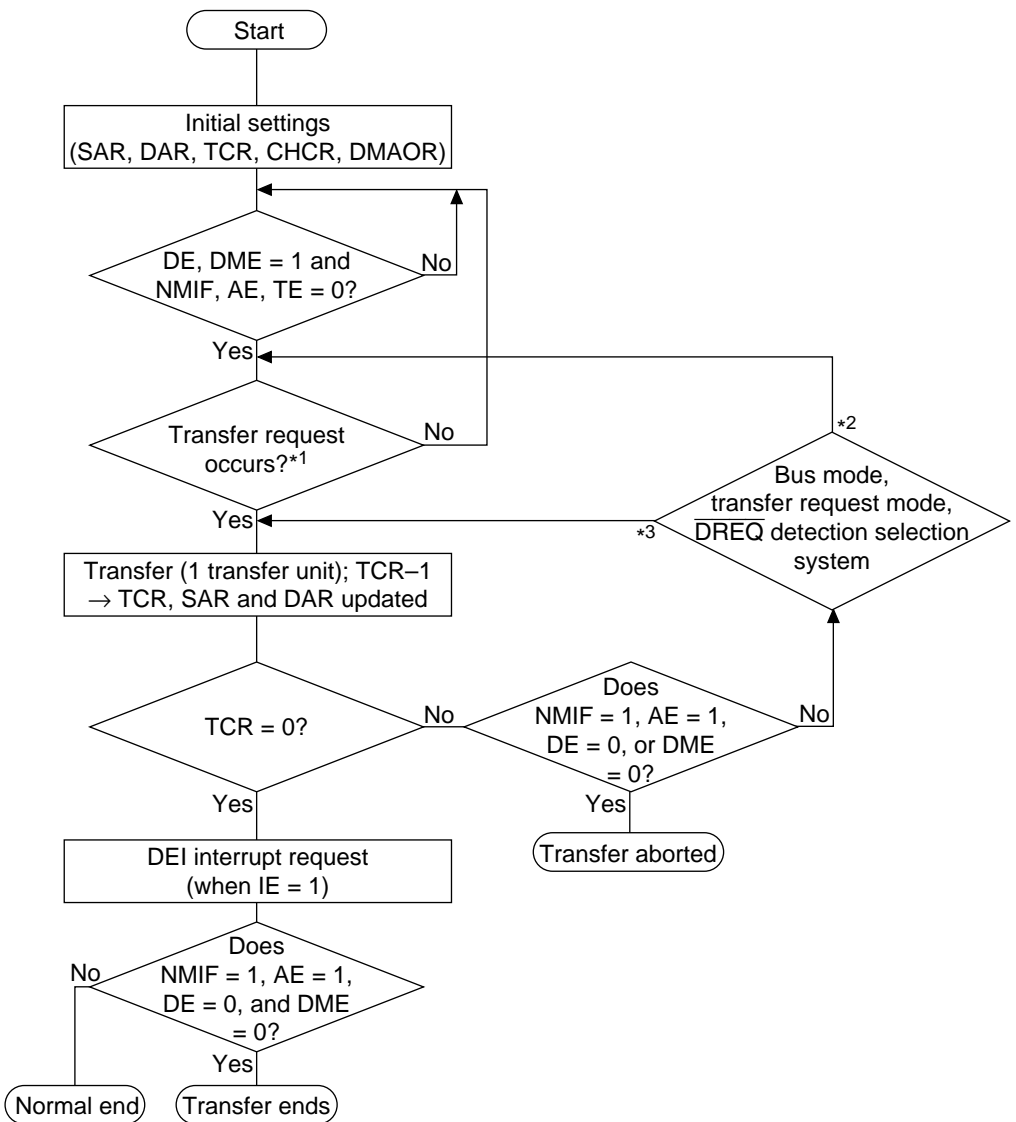 Start
Initial settings
(SAR, DAR, TCR, CHCR, DMAOR)
DE, DME = 1 and
NMIF, AE, TE = 0?
No
Yes
Transfer request
occurs?*1
No
Yes
*2
Bus mode,
transfer request mode,
DREQ detection selection
system
*3
Transfer (1 transfer unit); TCR–1
→ TCR, SAR and DAR updated
TCR = 0?
No
Yes
Does
NMIF = 1, AE = 1,
DE = 0, or DME
= 0?
No
Yes
Transfer aborted
DEI interrupt request
(when IE = 1)
Does
NMIF = 1, AE = 1,
DE = 0, and DME
= 0?
No
Yes
Normal end
Transfer ends